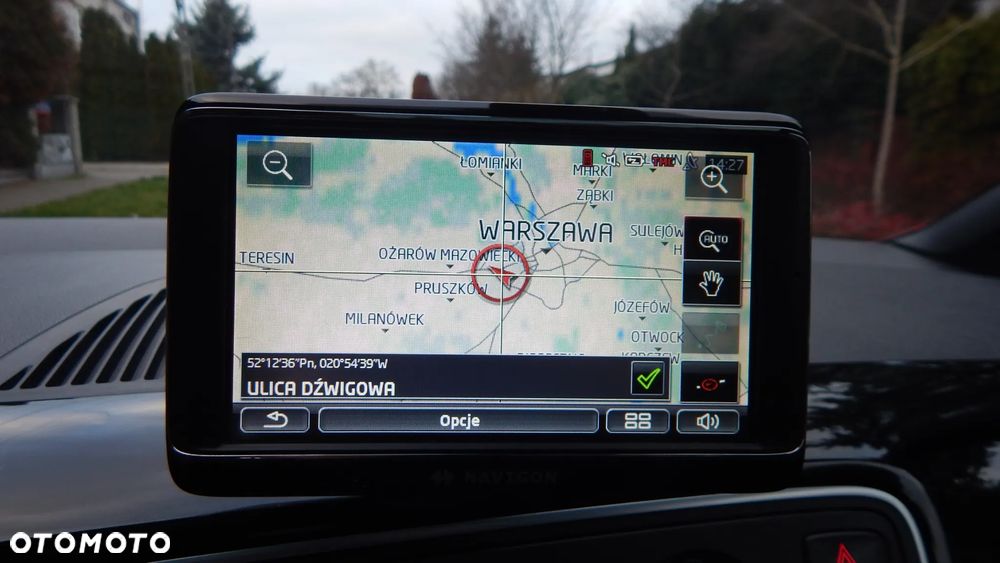 ŁOMIANKI
TMC
14:27
MARKI
ZĄBKI
WARSZAWA
SULEJÓW
AUTO
TERESIN
OŻARÓW MAZOWIECKI
PRUSZKÓW
MILANÓWEK
JÓZEFÓW
OTWOCK
52°12'36"Pn, 020°54'39"W
ULICA DŹWIGOWA
Opcje
NAVIGON
OTOMOTO